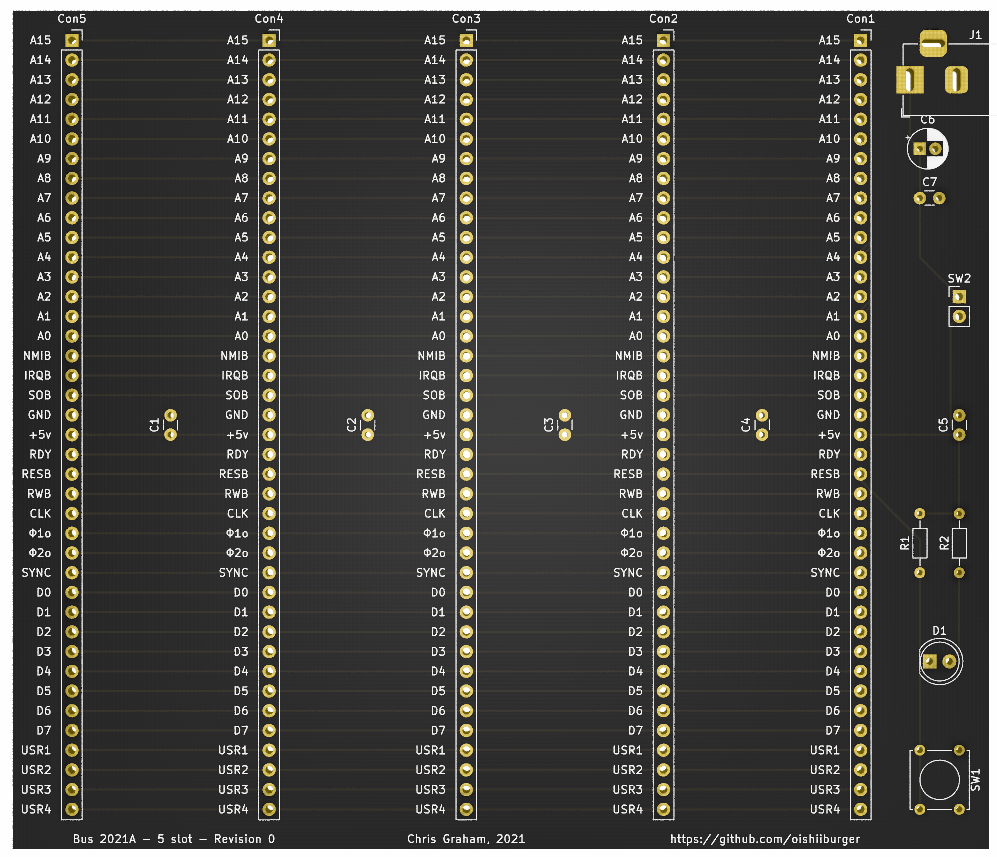 Con5 Con4 Con3 Con2 Con1
A15 A15 A15 A15 A15 J1
A14 A14 A14 A14 A14
A13 A13 A13 A13 A13
A12 A12 A12 A12 A12
A11 A11 A11 A11 A11 C6
A10 A10 A10 A10 A10 +
A9 A9 A9 A9 A9
A8 A8 A8 A8 A8 C7
A7 A7 A7 A7 A7
A6 A6 A6 A6 A6
A5 A5 A5 A5 A5
A4 A4 A4 A4 A4
A3 A3 A3 A3 A3 SW2
A2 A2 A2 A2 A2
A1 A1 A1 A1 A1
A0 A0 A0 A0 A0
NMIB NMIB NMIB NMIB NMIB
IRQB IRQB IRQB IRQB IRQB
SOB SOB SOB SOB SOB
GND C1 GND C2 GND C3 GND C4 GND C5
+5v +5v +5v +5v +5v
RDY RDY RDY RDY RDY
RESB RESB RESB RESB RESB
RWB RWB RWB RWB RWB
CLK CLK CLK CLK CLK
Φ1o Φ1o Φ1o Φ1o Φ1o R1 R2
Φ2o Φ2o Φ2o Φ2o Φ2o
SYNC SYNC SYNC SYNC SYNC
D0 D0 D0 D0 D0
D1 D1 D1 D1 D1
D2 D2 D2 D2 D2 D1
D3 D3 D3 D3 D3
D4 D4 D4 D4 D4
D5 D5 D5 D5 D5
D6 D6 D6 D6 D6
D7 D7 D7 D7 D7
USR1 USR1 USR1 USR1 USR1
USR2 USR2 USR2 USR2 USR2 SW1
USR3 USR3 USR3 USR3 USR3
USR4 USR4 USR4 USR4 USR4
Bus 2021A – 5 slot – Revision 0 Chris Graham, 2021 https://github.com/oishiiburger